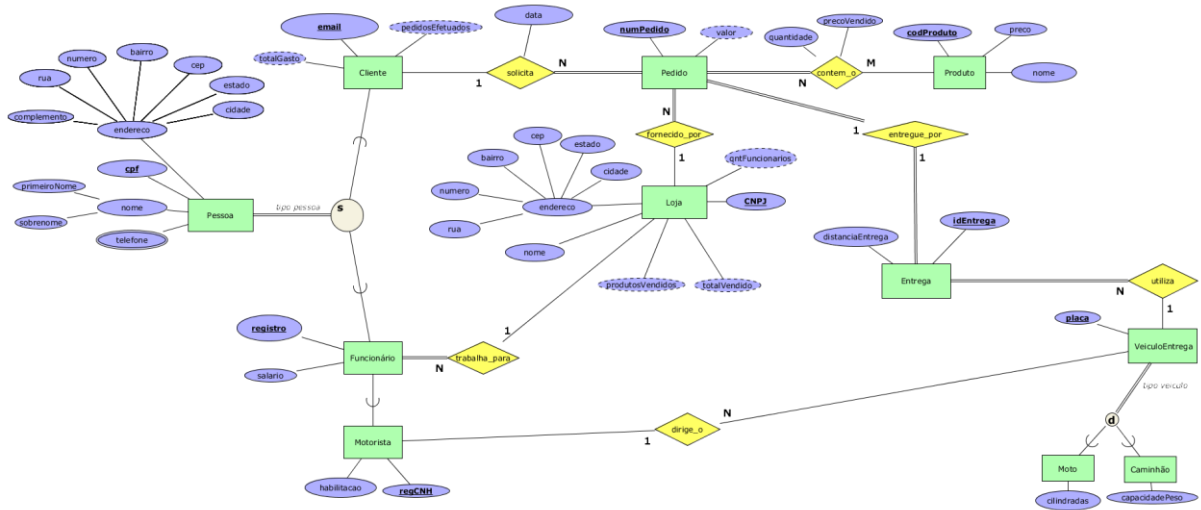 email
pedidosEfetuados
totalGasto
Cliente
data
solicita
1
N
numPedido
valor
Pedido
quantidade
precoVendido
contem_o
N
M
codProduto
preco
nome
Produto
bairro
numero
cep
rua
estado
complemento
cidade
endereco
cpf
primeiroNome
nome
sobrenome
telefone
Pessoa
tipo pessoa
s
N
fornecido_por
1
1
entregue_por
1
cep
estado
bairro
cidade
numero
endereco
rua
nome
qntFuncionarios
CNPJ
Loja
produtosVendidos
totalVendido
distanciaEntrega
idEntrega
Entrega
N
utiliza
1
placa
VeiculoEntrega
tipo veiculo
d
Moto
Caminhão
cilindradas
capacidadePeso
registro
salario
Funcionário
N
trabalha_para
1
Motorista
habilitacao
regCNH
1
dirige_o
N